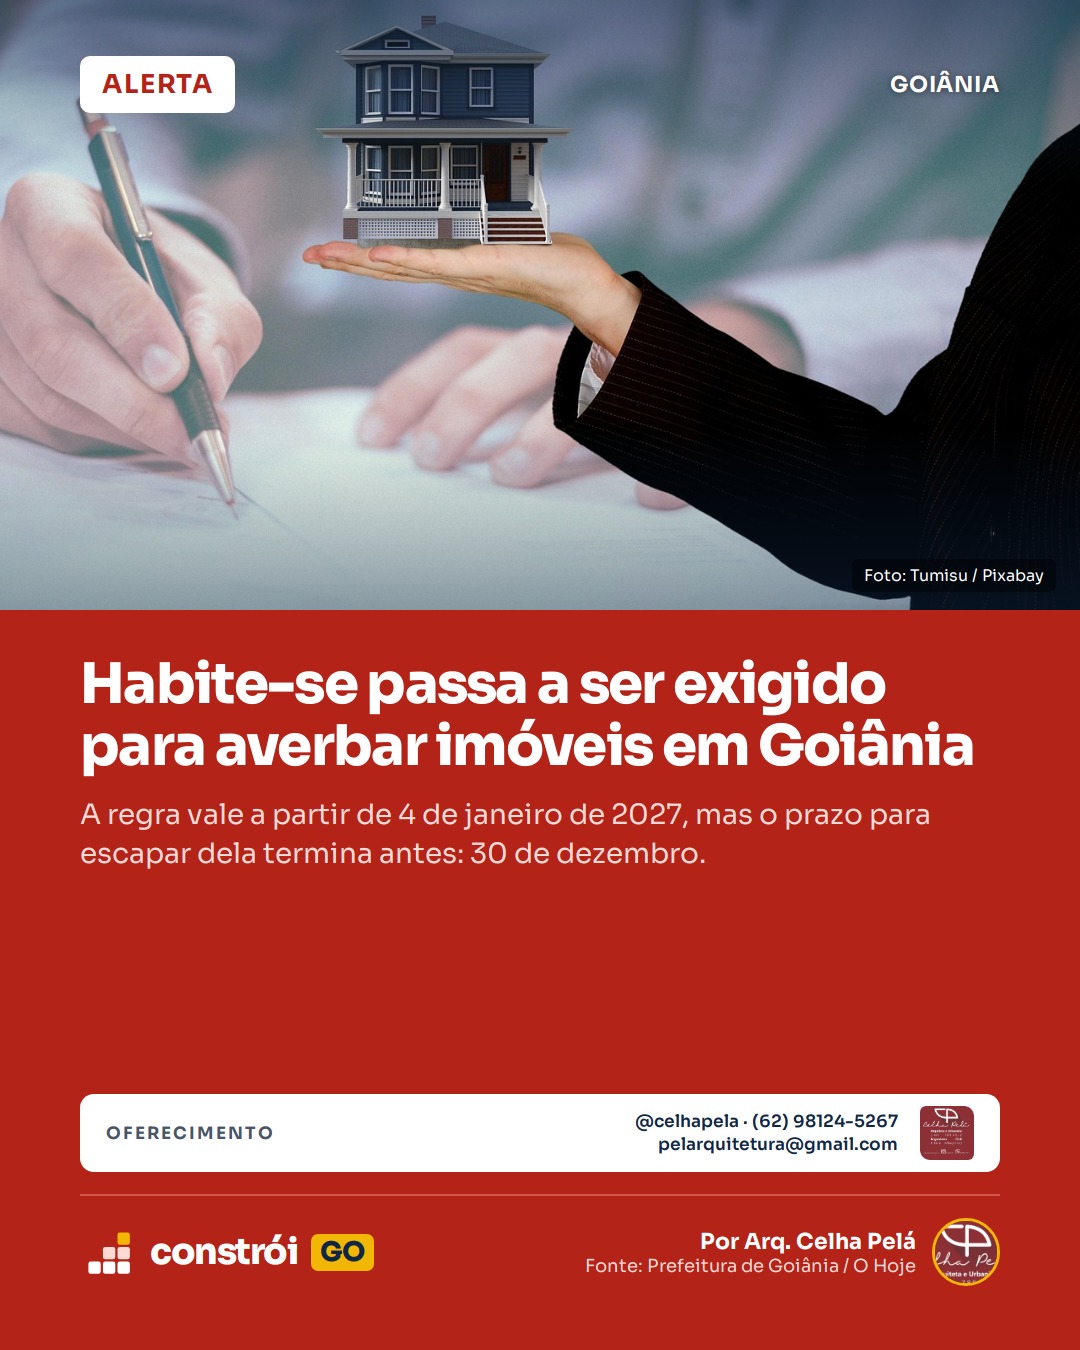 ALERTA
GOIÂNIA
Foto: Tumisu / Pixabay
Habite-se passa a ser exigido
para averbar imóveis em Goiânia
A regra vale a partir de 4 de janeiro de 2027, mas o prazo para
escapar dela termina antes: 30 de dezembro.
OFERECIMENTO
@celhapela · (62) 98124-5267
pelarquitetura@gmail.com
Celha Pelá
constrói GO
Por Arq. Celha Pelá
Fonte: Prefeitura de Goiânia / O Hoje